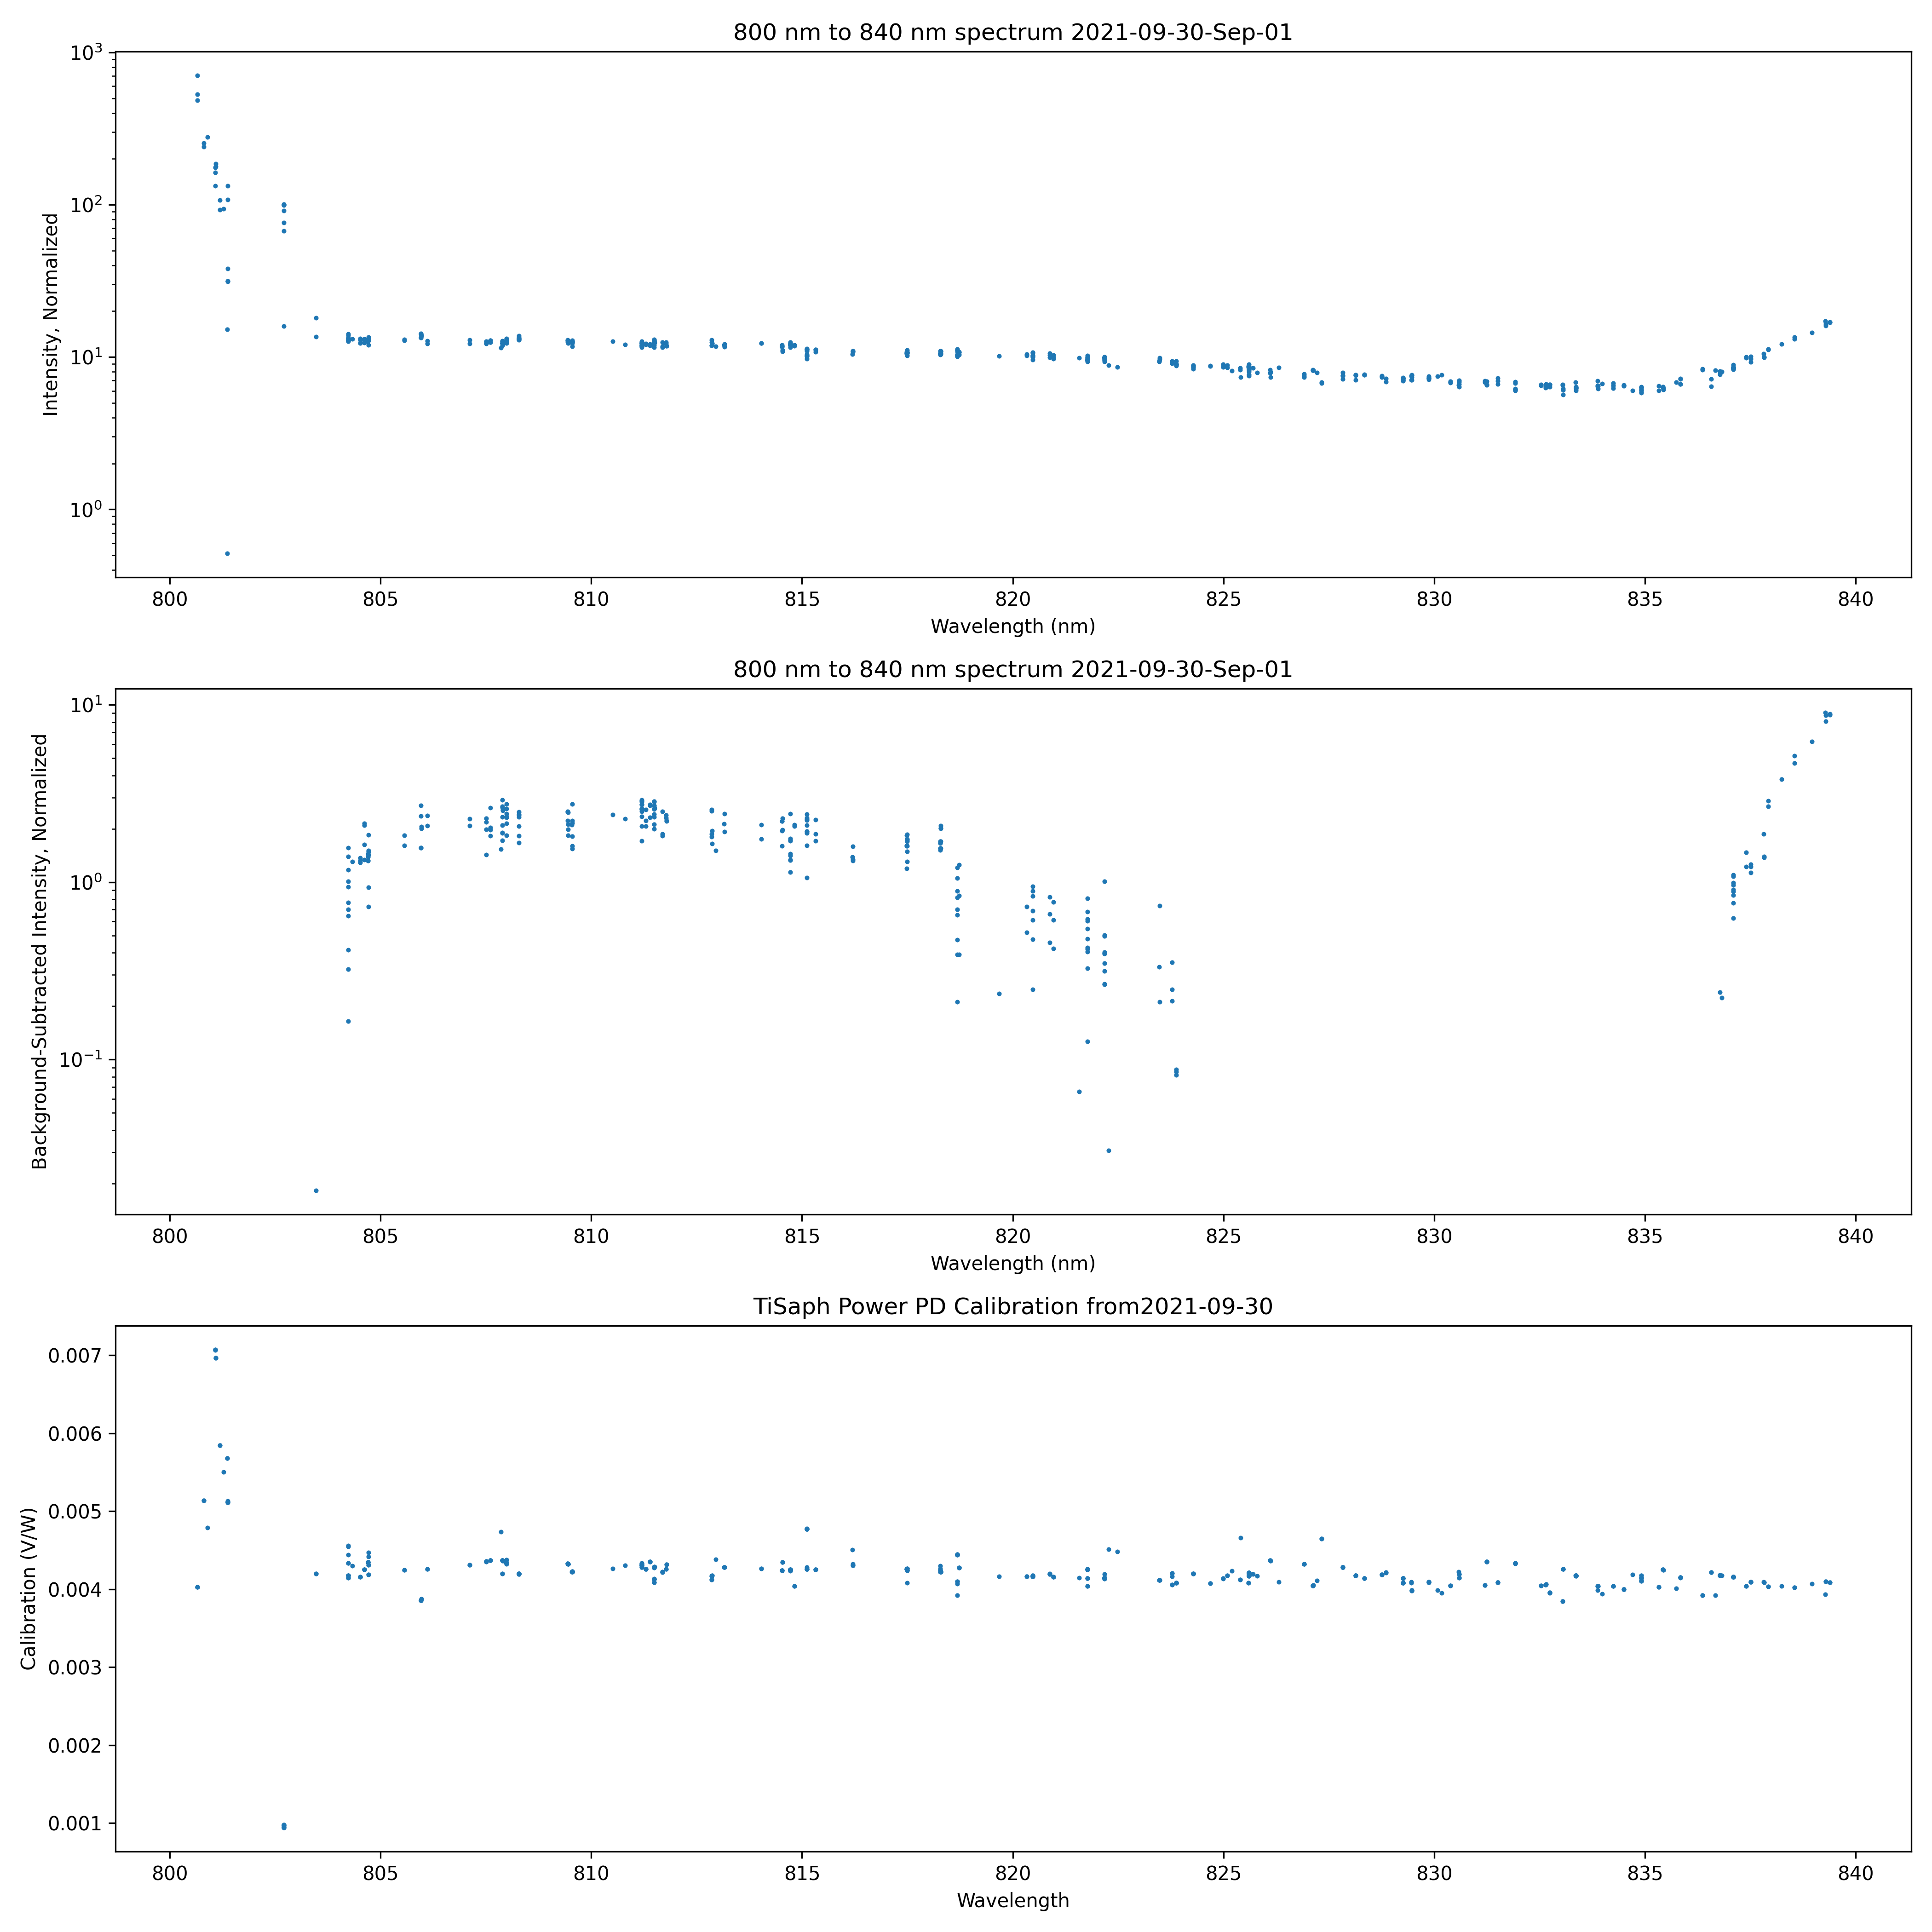 800 nm to 840 nm spectrum 2021-09-30-Sep-01
Intensity, Normalized
10³
10²
10¹
10⁰
800 805 810 815 820 825 830 835 840
Wavelength (nm)
800 nm to 840 nm spectrum 2021-09-30-Sep-01
Background-Subtracted Intensity, Normalized
10¹
10⁰
10⁻¹
800 805 810 815 820 825 830 835 840
Wavelength (nm)
TiSaph Power PD Calibration from2021-09-30
Calibration (V/W)
0.007
0.006
0.005
0.004
0.003
0.002
0.001
800 805 810 815 820 825 830 835 840
Wavelength